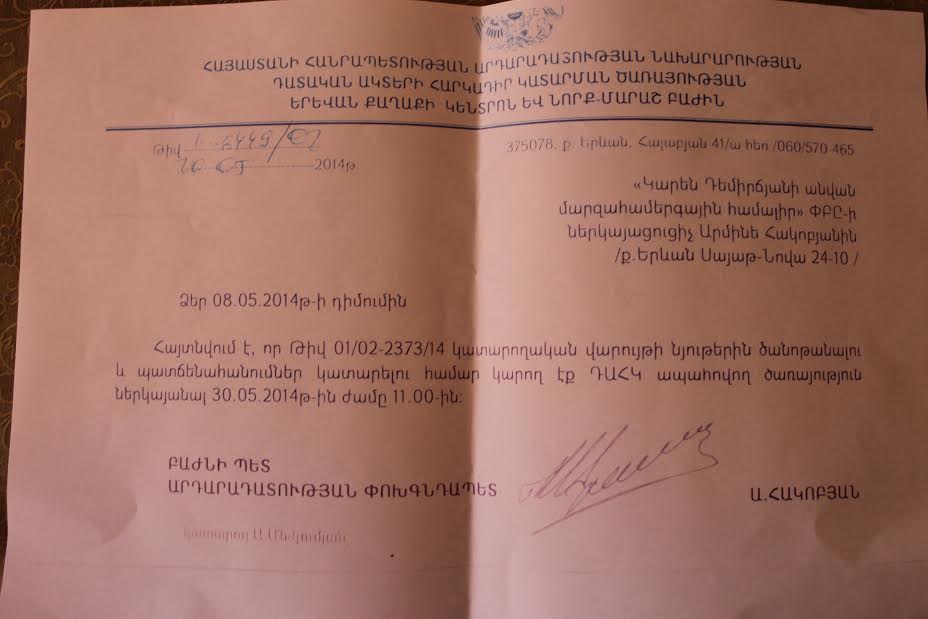 ՀԱՅԱՍՏԱՆԻ ՀԱՆՐԱՊԵՏՈՒԹՅԱՆ ԱՐԴԱՐԱԴԱՏՈՒԹՅԱՆ ՆԱԽԱՐԱՐՈՒԹՅԱՆ
ԴԱՏԱԿԱՆ ԱԿՏԵՐԻ ՀԱՐԿԱԴԻՐ ԿԱՏԱՐՄԱՆ ԾԱՌԱՅՈՒԹՅԱՆ
ԵՐԵՎԱՆ ՔԱՂԱՔԻ ԿԵՆՏՐՈՆ ԵՎ ՆՈՐՔ-ՄԱՐԱՇ ԲԱԺԻՆ
Թիվ
2014թ.
375078, ք. Երևան, Հալաբյան 41/ա հեռ /060/570-465
«Կարեն Դեմիրճյանի անվան
մարզահամերգային համալիր» ՓԲԸ-ի
ներկայացուցիչ Արմինե Հակոբյանին
/ք.Երևան Սայաթ-Նովա 24-10 /
Ձեր 08.05.2014թ-ի դիմումին
Հայտնվում է, որ Թիվ 01/02-2373/14 կատարողական վարույթի նյութերին ծանոթանալու
և պատճենահանումներ կատարելու համար կարող էք ԴԱՀԿ ապահովող ծառայություն
ներկայանալ 30.05.2014թ-ին ժամը 11.00-ին:
ԲԱԺՆԻ ՊԵՏ
ԱՐԴԱՐԱԴԱՏՈՒԹՅԱՆ ՓՈԽԳՆԴԱՊԵՏ
Ա.ՀԱԿՈԲՅԱՆ
կատարող Ա.